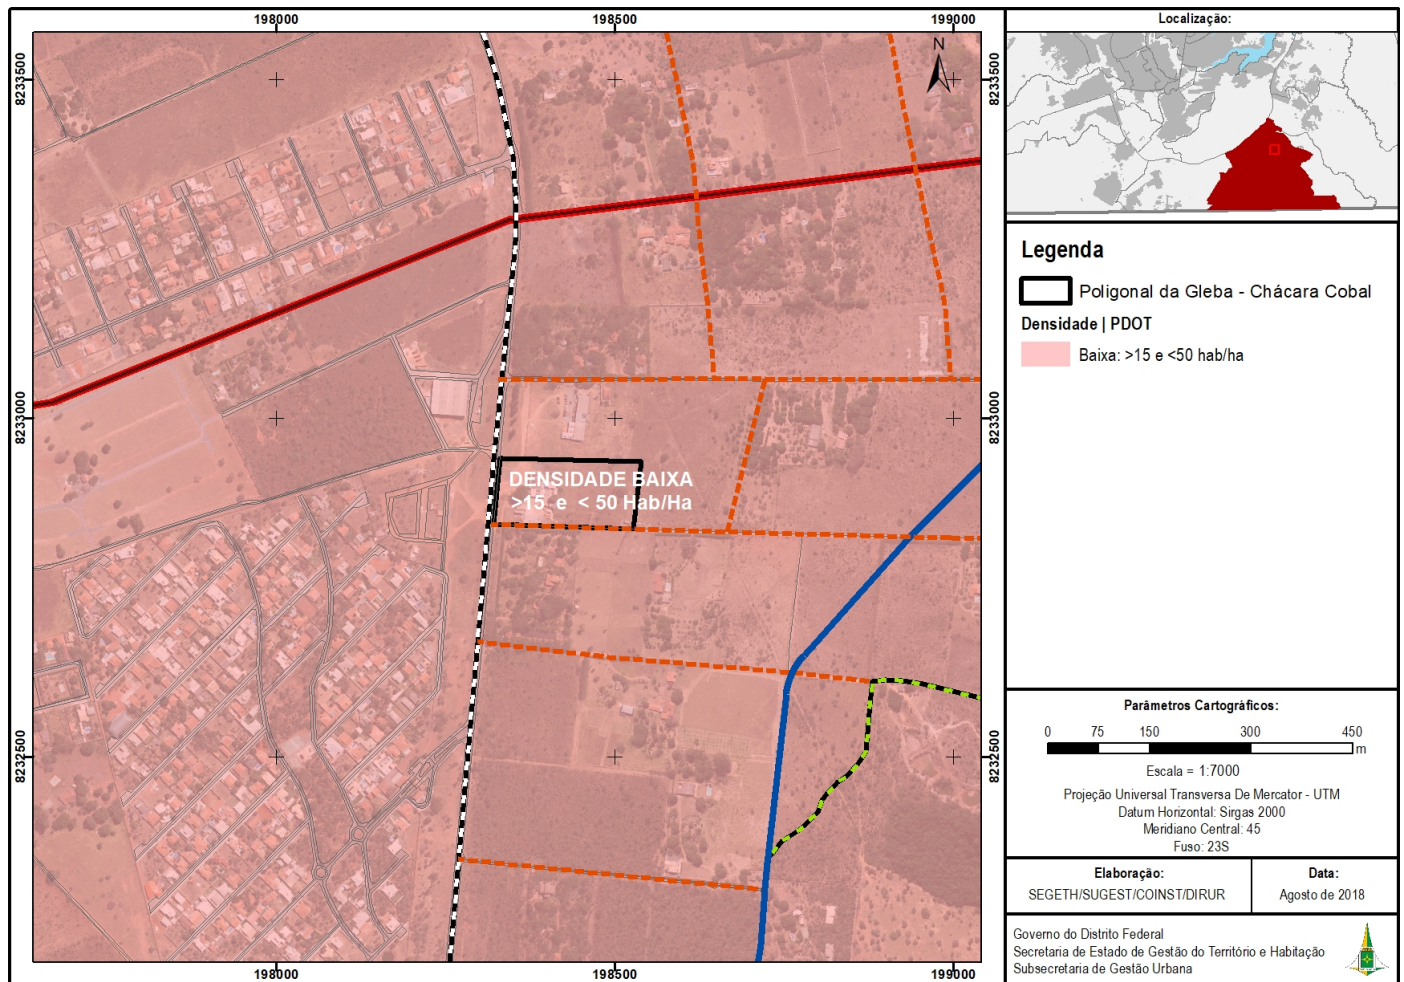 198000
198500
199000
8233500
8233000
8232500
N
DENSIDADE BAIXA
>15 e < 50 Hab/Ha
8233500
8233000
8232500
198000
198500
199000
Localização:
Legenda
Poligonal da Gleba - Chácara Cobal
Densidade | PDOT
Baixa: >15 e <50 hab/ha
Parâmetros Cartográficos:
0 75 150 300 450
m
Escala = 1:7000
Projeção Universal Transversa De Mercator - UTM
Datum Horizontal: Sirgas 2000
Meridiano Central: 45
Fuso: 23S
Elaboração:
SEGETH/SUGEST/COINST/DIRUR
Data:
Agosto de 2018
Governo do Distrito Federal
Secretaria de Estado de Gestão do Território e Habitação
Subsecretaria de Gestão Urbana